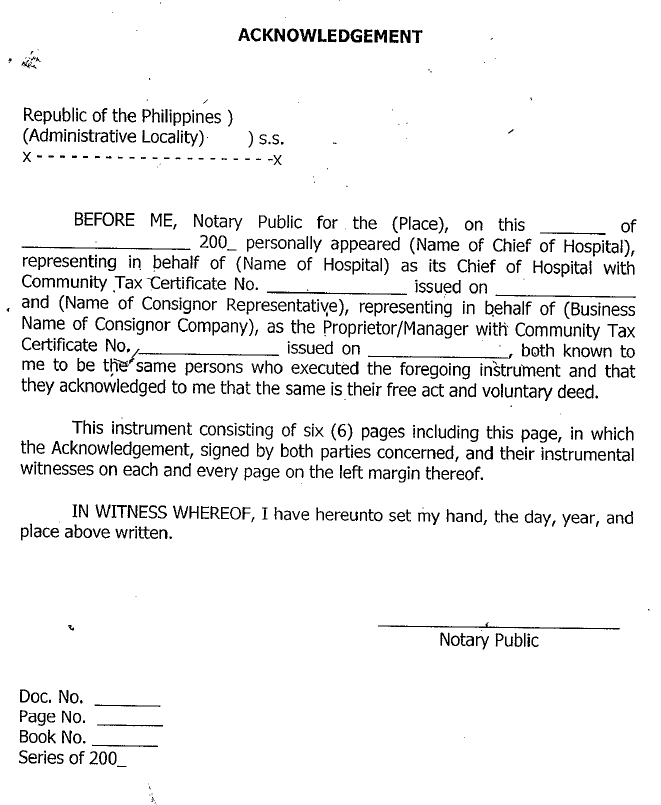 ACKNOWLEDGEMENT
Republic of the Philippines )
(Administrative Locality) ) s.s.
x - - - - - - - - - - - - - - - - - - - - - -x
BEFORE ME, Notary Public for the (Place), on this _______ of
__________________ 200_ personally appeared (Name of Chief of Hospital),
representing in behalf of (Name of Hospital) as its Chief of Hospital with
Community Tax Certificate No. _______________ issued on _______________
and (Name of Consignor Representative), representing in behalf of (Business
Name of Consignor Company), as the Proprietor/Manager with Community Tax
Certificate No. _______________ issued on _______________, both known to
me to be the same persons who executed the foregoing instrument and that
they acknowledged to me that the same is their free act and voluntary deed.
This instrument consisting of six (6) pages including this page, in which
the Acknowledgement, signed by both parties concerned, and their instrumental
witnesses on each and every page on the left margin thereof.
IN WITNESS WHEREOF, I have hereunto set my hand, the day, year, and
place above written.
Notary Public
Doc. No. _______
Page No. _______
Book No. _______
Series of 200_